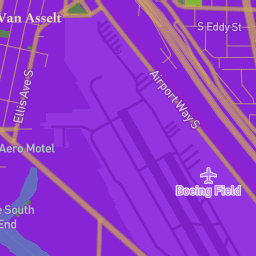 Van Asselt
S Eddy St
Ellis Ave S
Airport Way S
Aero Motel
Boeing Field
e South
End